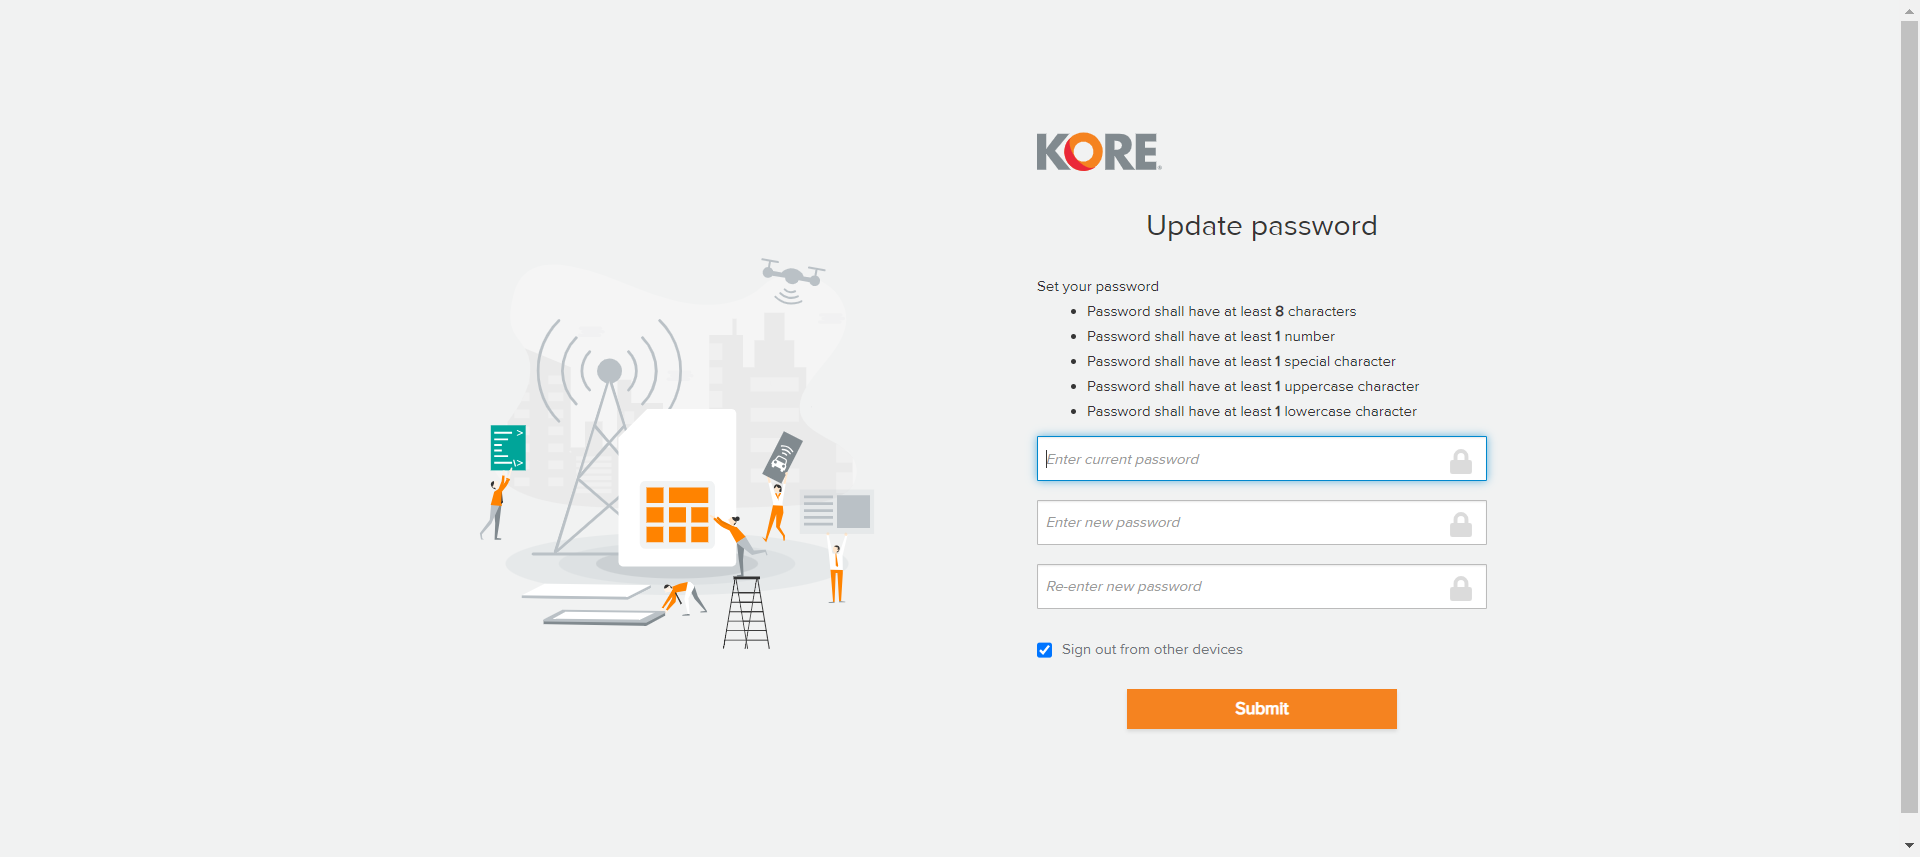 KORE
Update password
Set your password
• Password shall have at least 8 characters
• Password shall have at least 1 number
• Password shall have at least 1 special character
• Password shall have at least 1 uppercase character
• Password shall have at least 1 lowercase character
Enter current password
Enter new password
Re-enter new password
Sign out from other devices
Submit